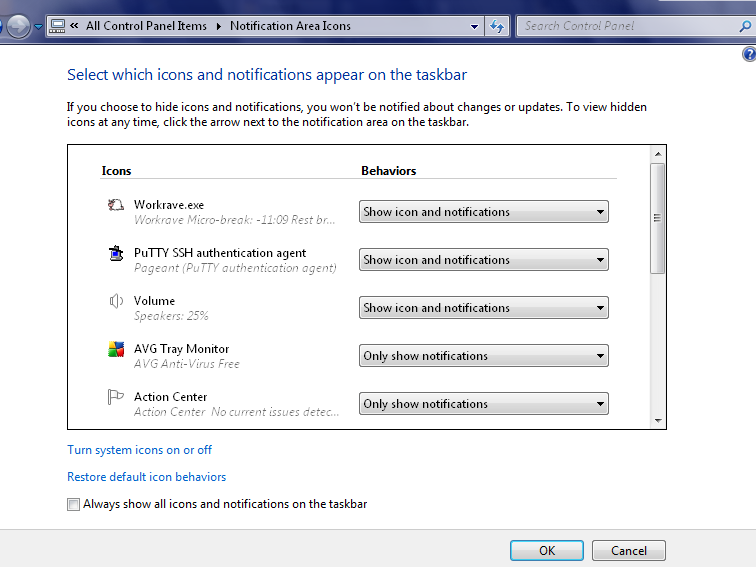 « All Control Panel Items ▸ Notification Area Icons
Search Control Panel
Select which icons and notifications appear on the taskbar
If you choose to hide icons and notifications, you won't be notified about changes or updates. To view hidden
icons at any time, click the arrow next to the notification area on the taskbar.
Icons Behaviors
Workrave.exe
Workrave Micro-break: -11:09 Rest br...
Show icon and notifications
PuTTY SSH authentication agent
Pageant (PuTTY authentication agent)
Show icon and notifications
Volume
Speakers: 25%
Show icon and notifications
AVG Tray Monitor
AVG Anti-Virus Free
Only show notifications
Action Center
Action Center No current issues detec...
Only show notifications
Turn system icons on or off
Restore default icon behaviors
Always show all icons and notifications on the taskbar
OK Cancel